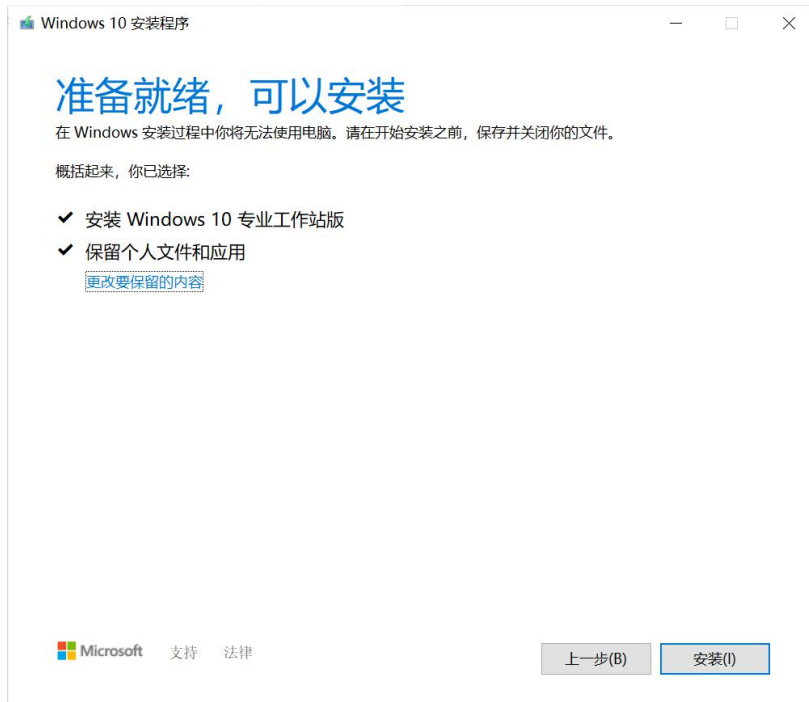 Windows 10 安装程序
准备就绪，可以安装
在 Windows 安装过程中你将无法使用电脑。请在开始安装之前，保存并关闭你的文件。
概括起来，你已选择:
安装 Windows 10 专业工作站版
保留个人文件和应用
更改要保留的内容
Microsoft 支持 法律 上一步(B) 安装(I)